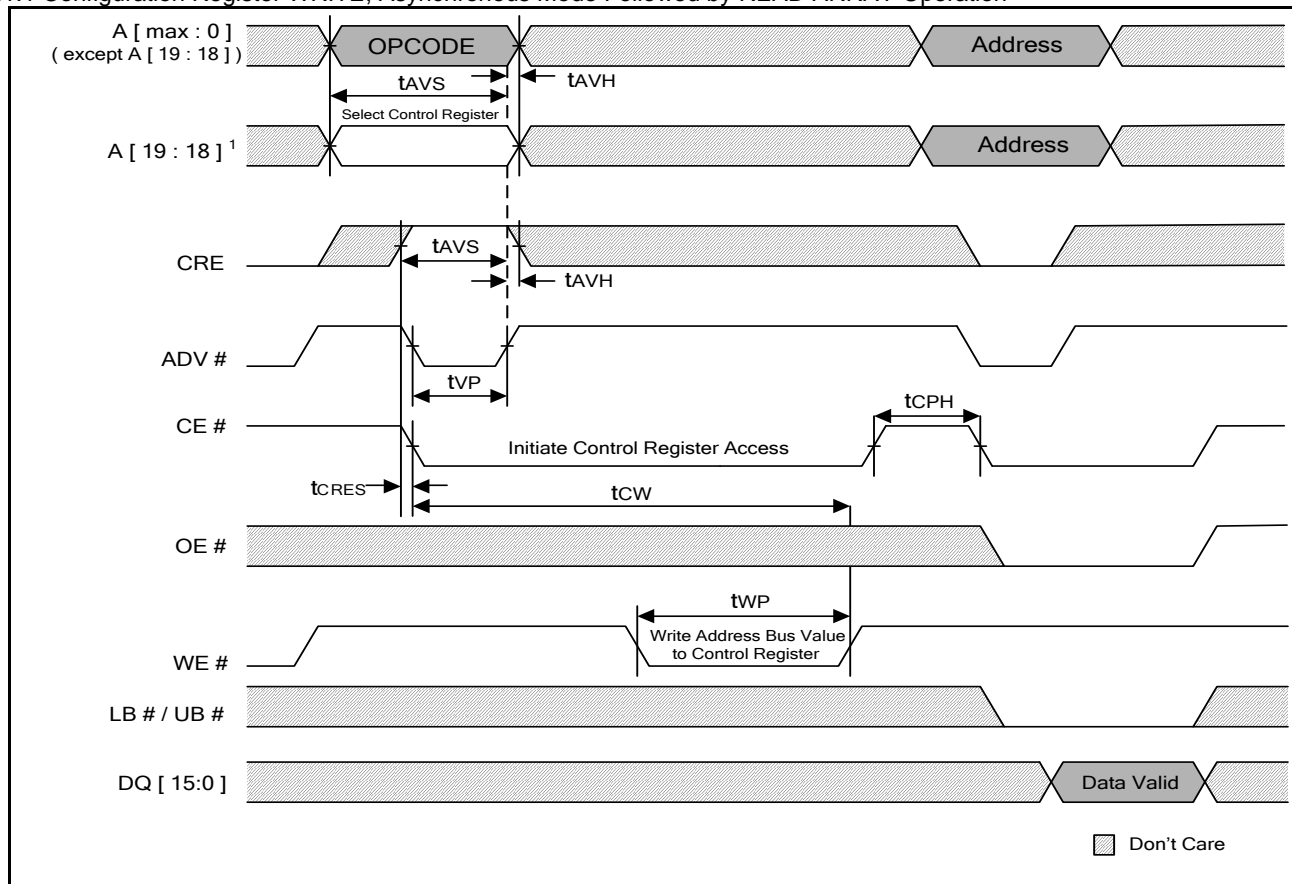 A [ max : 0 ]
( except A [ 19 : 18 ] )
OPCODE
Address
tAVS
tAVH
Select Control Register
A [ 19 : 18 ] 1
Address
CRE
tAVS
tAVH
ADV #
tVP
tCPH
CE #
Initiate Control Register Access
tCRES
tCW
OE #
tWP
Write Address Bus Value
to Control Register
WE #
LB # / UB #
DQ [ 15:0 ]
Data Valid
Don't Care